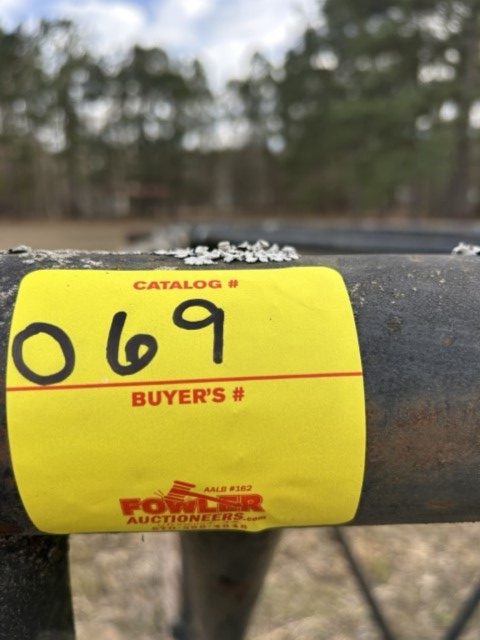 CATALOG #
069
BUYER'S #
AALB #162
FOWLER
AUCTIONEERS.com